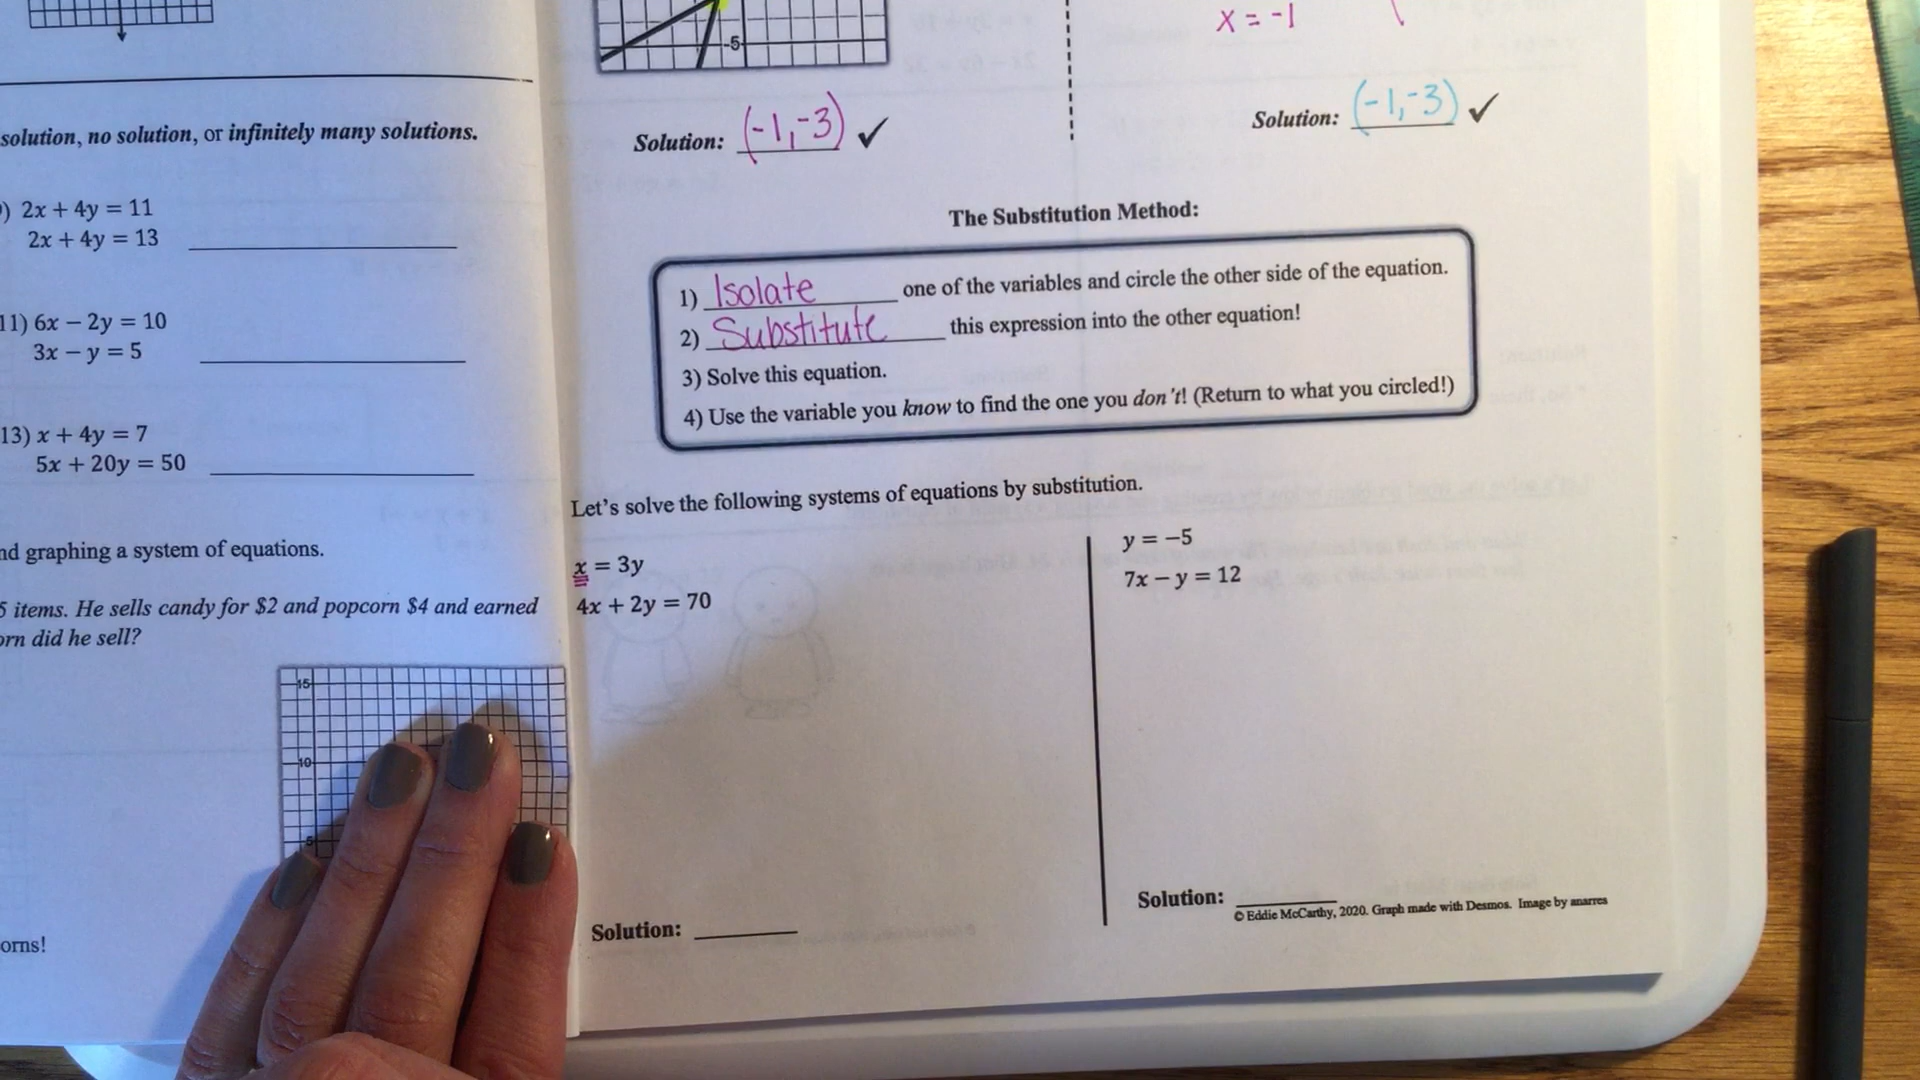 solution, no solution, or infinitely many solutions.
) 2x + 4y = 11
2x + 4y = 13
11) 6x − 2y = 10
3x − y = 5
13) x + 4y = 7
5x + 20y = 50
nd graphing a system of equations.
5 items. He sells candy for $2 and popcorn $4 and earned
orn did he sell?
15
10
5
orns!
-5
x = -1
Solution: (-1,-3) ✓
Solution: (-1,-3) ✓
The Substitution Method:
1) Isolate one of the variables and circle the other side of the equation.
2) Substitute this expression into the other equation!
3) Solve this equation.
4) Use the variable you know to find the one you don't! (Return to what you circled!)
Let's solve the following systems of equations by substitution.
x = 3y
4x + 2y = 70
Solution:
y = −5
7x − y = 12
Solution:
© Eddie McCarthy, 2020. Graph made with Desmos. Image by anarres